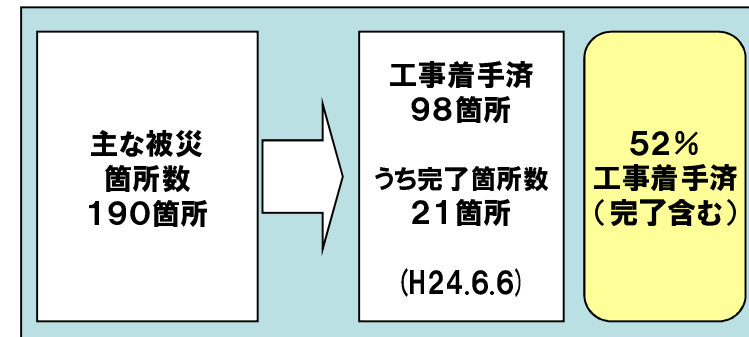 主な被災
箇所数
190箇所
工事着手済
98箇所
うち完了箇所数
21箇所
(H24.6.6)
52%
工事着手済
(完了含む)